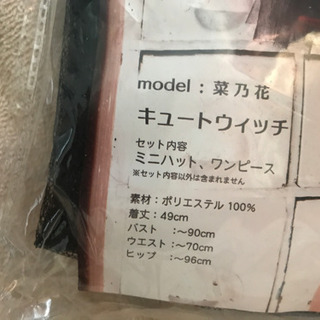 model : 菜乃花
キュートウィッチ
セット内容
ミニハット、ワンピース
※セット内容以外は含まれません
素材：ポリエステル 100%
着丈：49cm
バスト　：〜90cm
ウエスト：〜70cm
ヒップ　：〜96cm